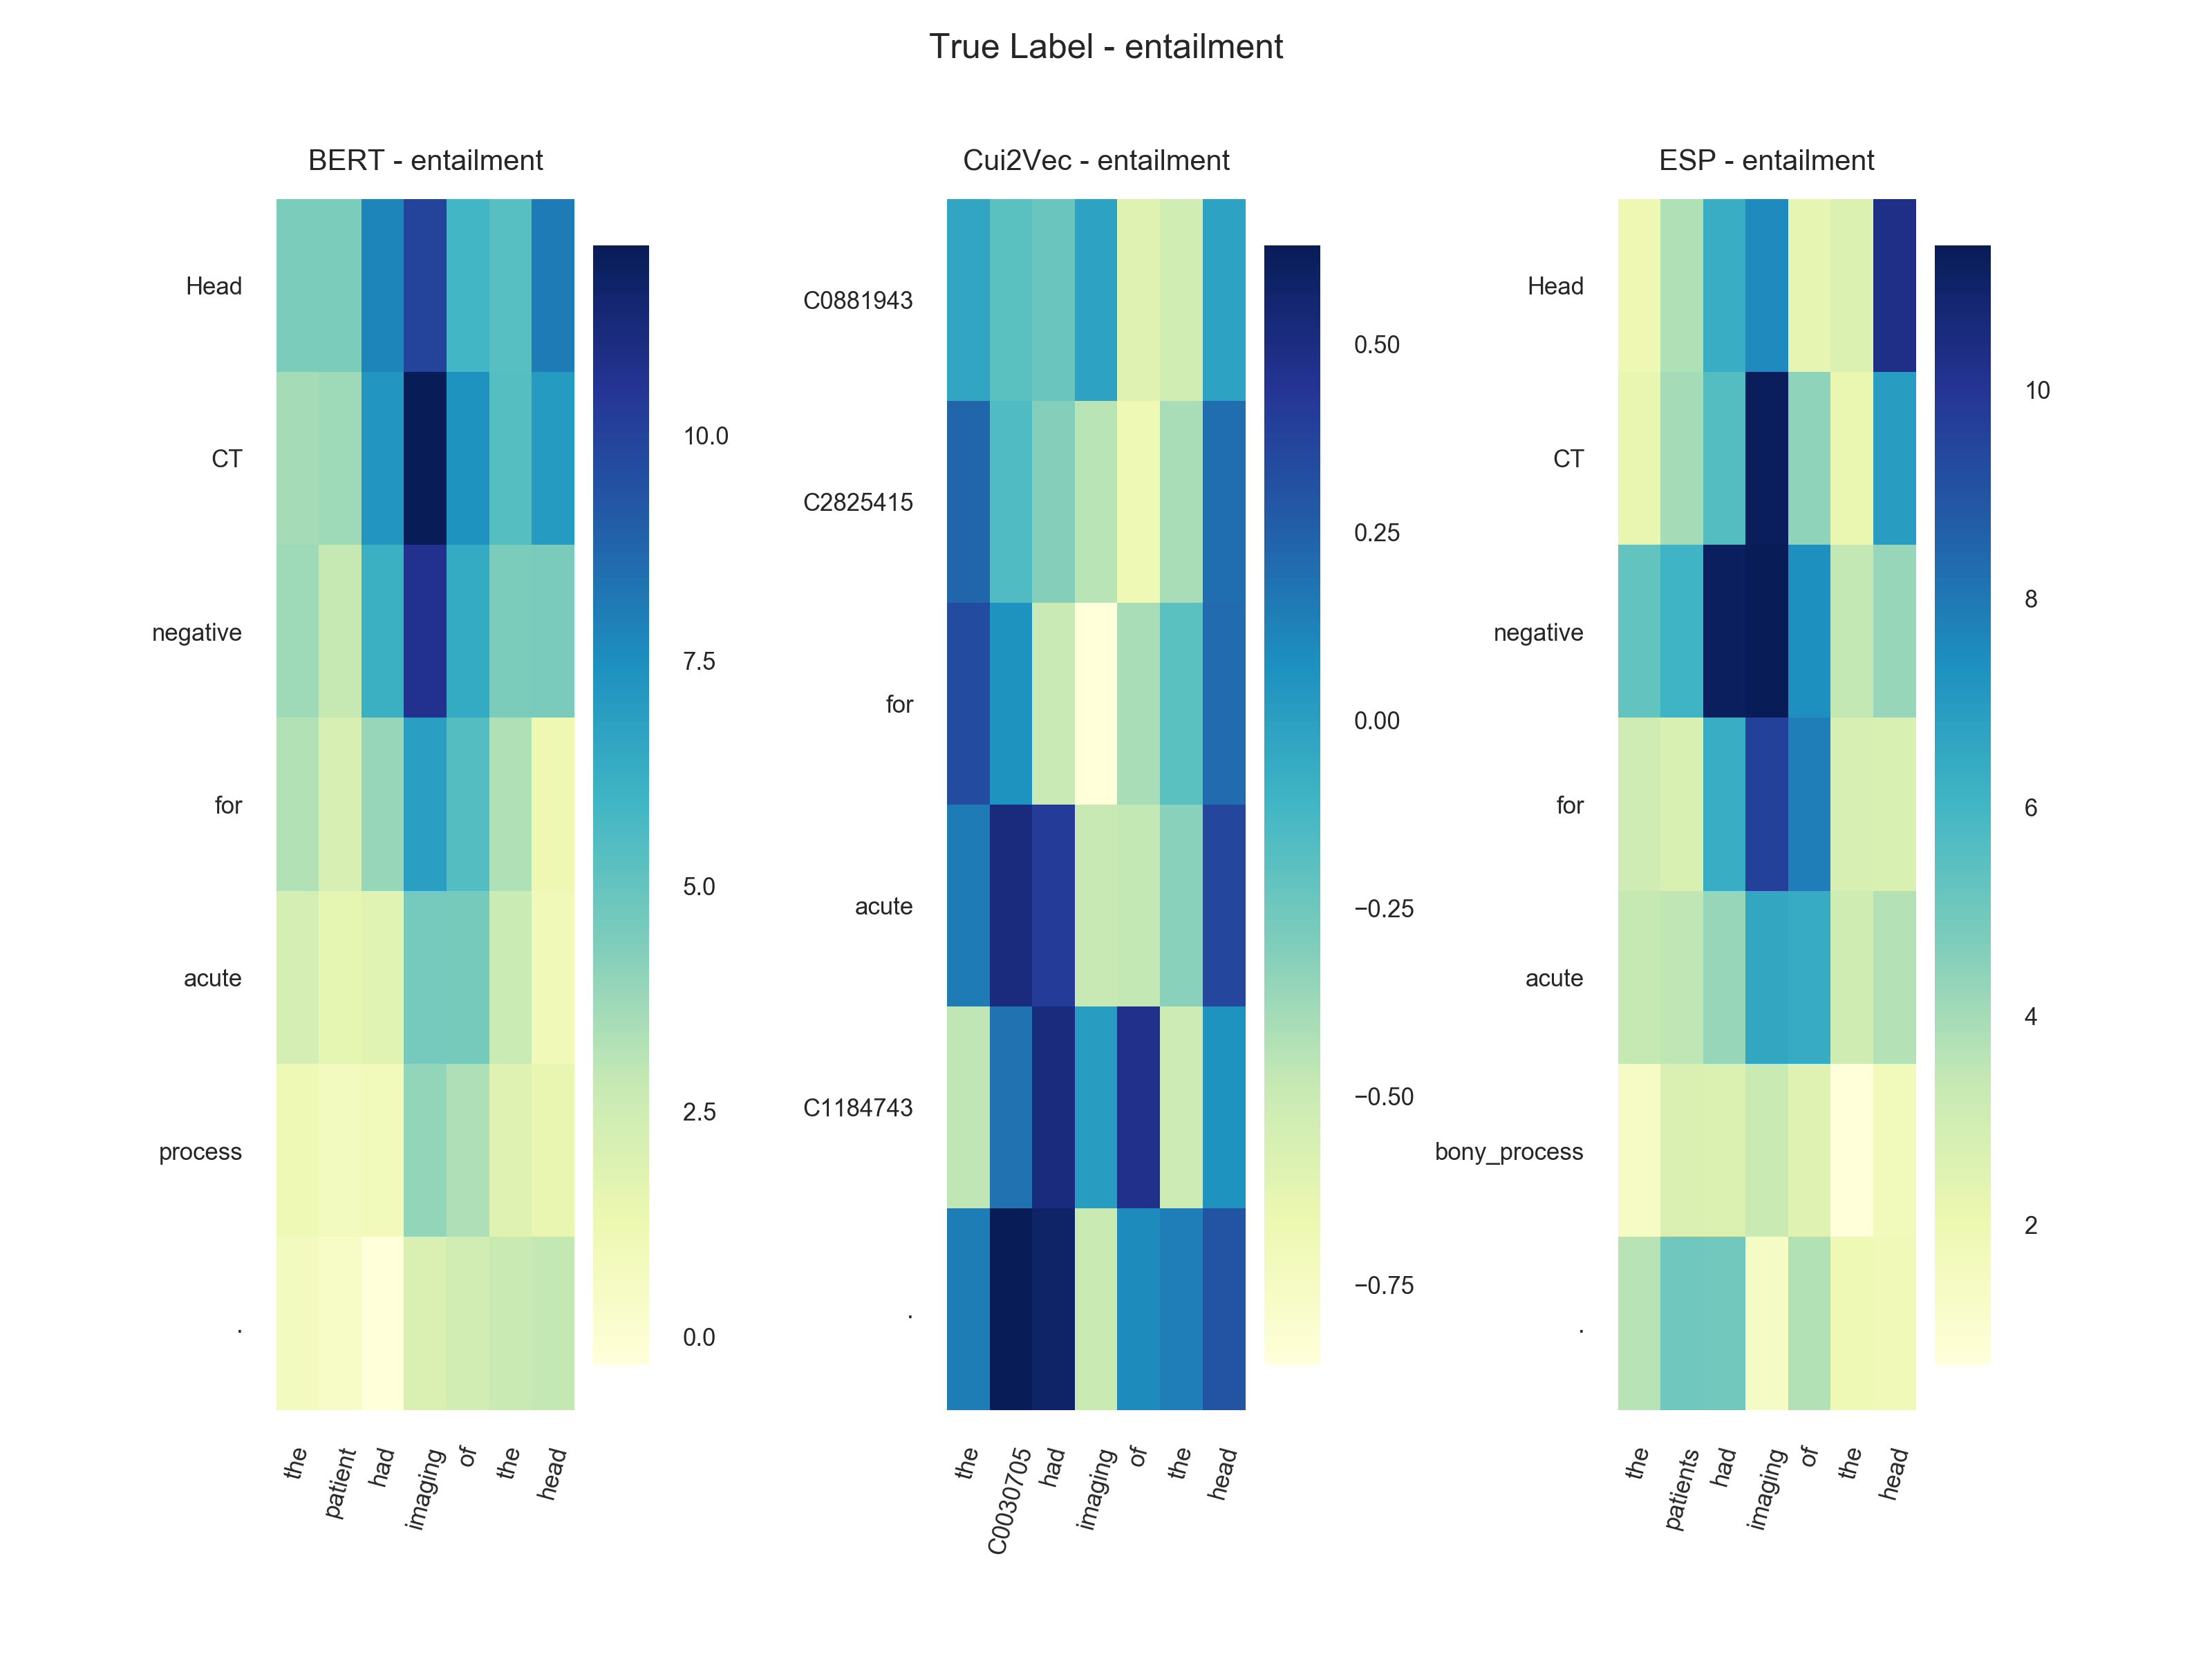 True Label - entailment
BERT - entailment
Head
CT
negative
for
acute
process
.
the
patient
had
imaging
of
the
head
10.0
7.5
5.0
2.5
0.0
Cui2Vec - entailment
C0881943
C2825415
for
acute
C1184743
.
the
C0030705
had
imaging
of
the
head
0.50
0.25
0.00
−0.25
−0.50
−0.75
ESP - entailment
Head
CT
negative
for
acute
bony_process
.
the
patients
had
imaging
of
the
head
10
8
6
4
2